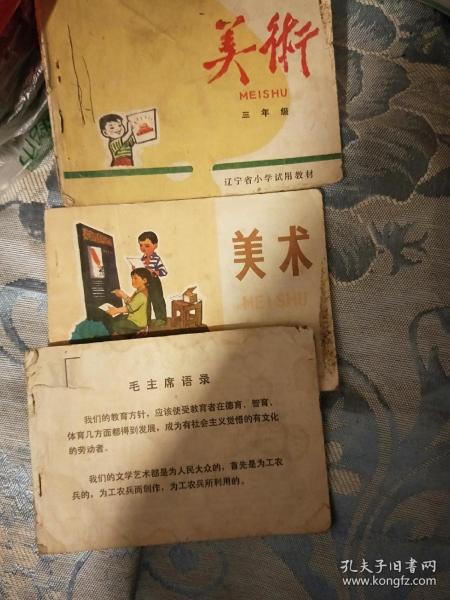 美術
MEISHU
三年级
辽宁省小学试用教材
美术
MEISHU
毛主席语录
我们的教育方针，应该使受教育者在德育、智育、
体育几方面都得到发展，成为有社会主义觉悟的有文化
的劳动者。
我们的文学艺术都是为人民大众的，首先是为工农
兵的，为工农兵而创作，为工农兵所利用的。
孔夫子旧书网
www.kongfz.com